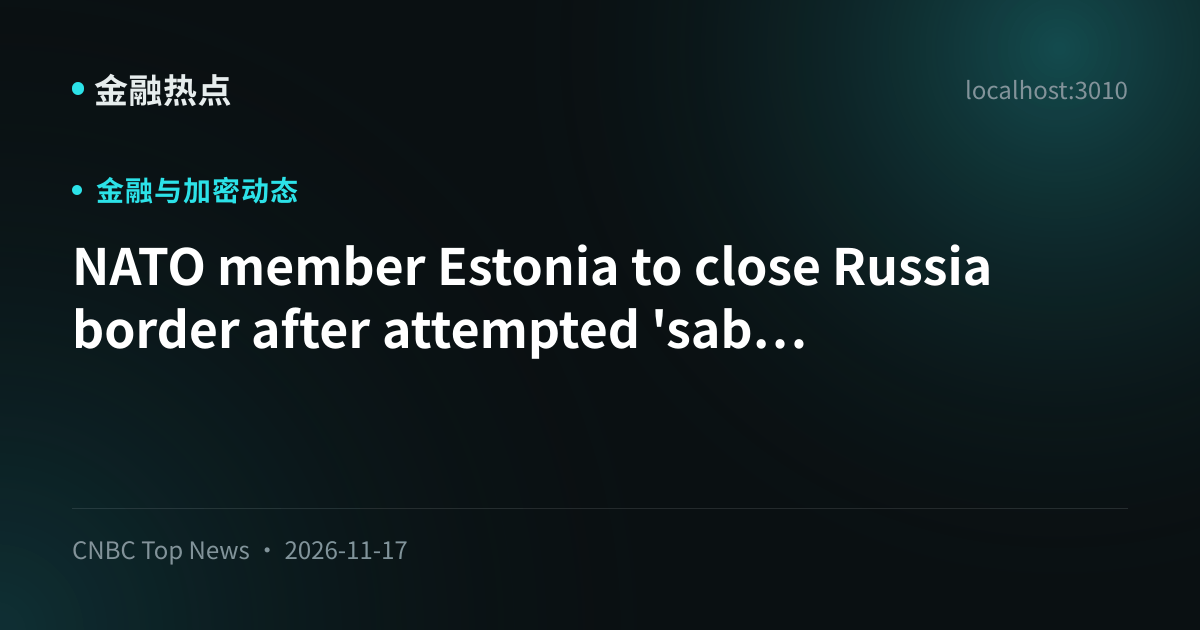 金融热点
localhost:3010
金融与加密动态
NATO member Estonia to close Russia
border after attempted 'sab…
CNBC Top News · 2026-11-17